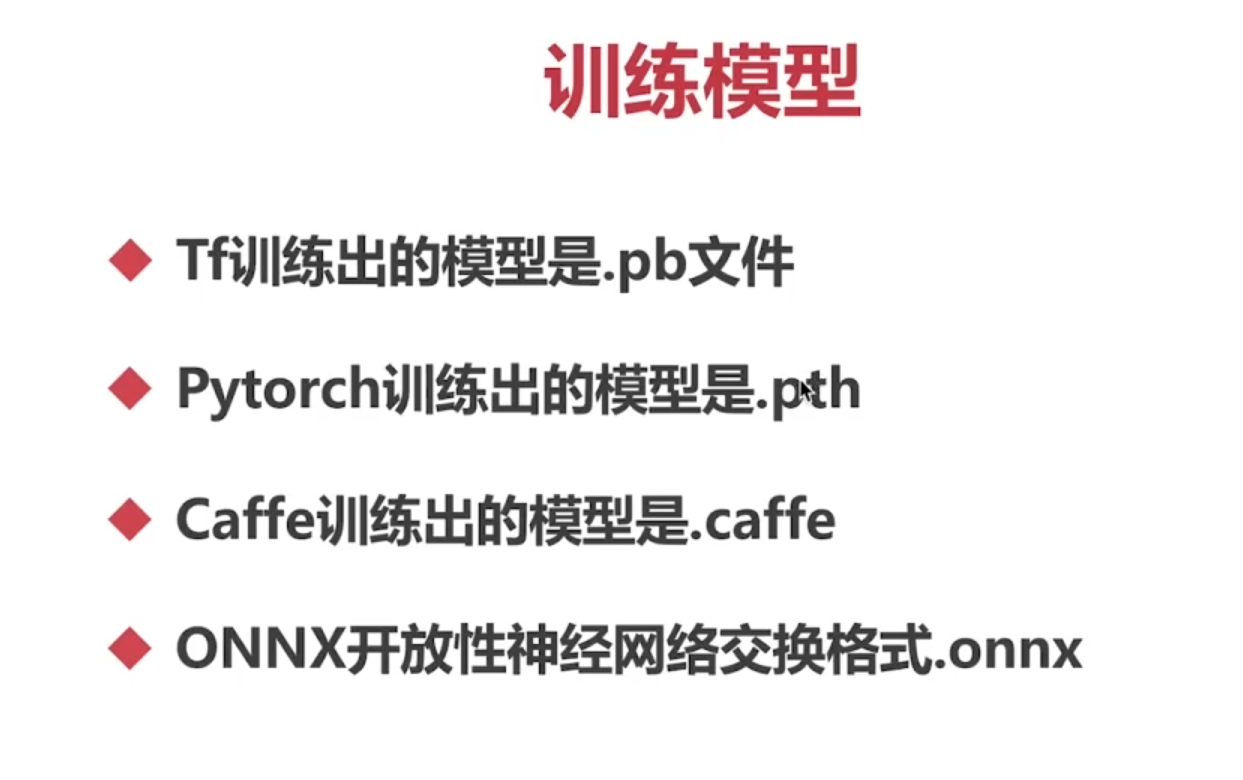 训练模型
Tf训练出的模型是.pb文件
Pytorch训练出的模型是.pth
Caffe训练出的模型是.caffe
ONNX开放性神经网络交换格式.onnx